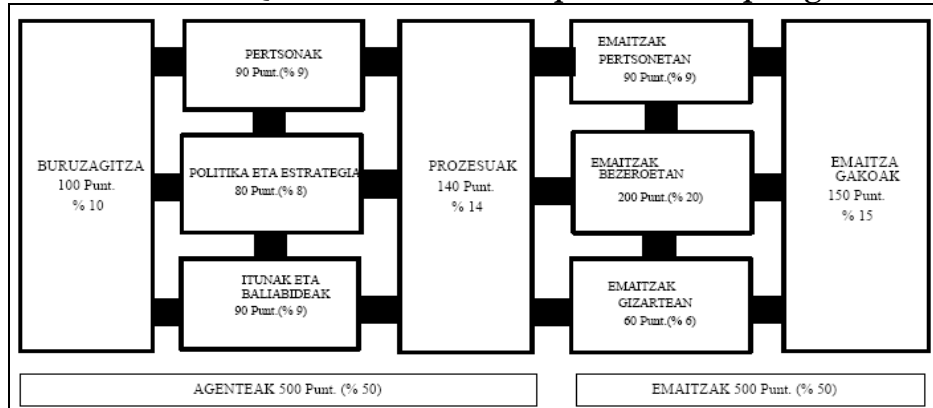 BURUZAGITZA
100 Punt.
% 10
PERTSONAK
90 Punt.(% 9)
POLITIKA ETA ESTRATEGIA
80 Punt.(% 8)
ITUNAK ETA
BALIABIDEAK
90 Punt.(% 9)
PROZESUAK
140 Punt.
% 14
EMAITZAK
PERTSONETAN
90 Punt.(% 9)
EMAITZAK
BEZEROETAN
200 Punt.(% 20)
EMAITZAK
GIZARTEAN
60 Punt.(% 6)
EMAITZA
GAKOAK
150 Punt.
% 15
AGENTEAK 500 Punt. (% 50)
EMAITZAK 500 Punt. (% 50)